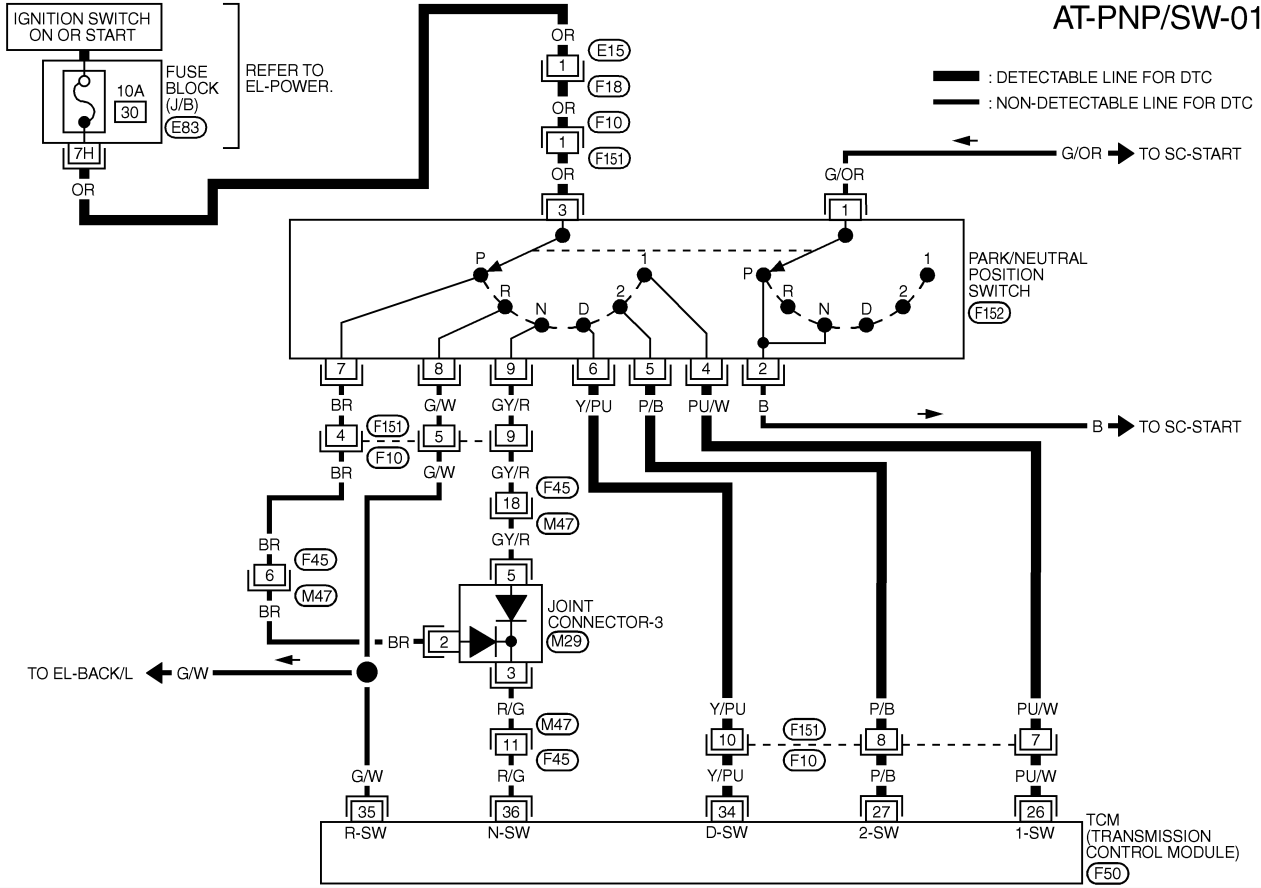 AT-PNP/SW-01
IGNITION SWITCH
ON OR START
10A
30
FUSE
BLOCK
(J/B)
E83
REFER TO
EL-POWER.
7H
OR
OR
1
E15
F18
OR
1
F10
F151
OR
3
: DETECTABLE LINE FOR DTC
: NON-DETECTABLE LINE FOR DTC
G/OR
TO SC-START
G/OR
1
P
R
N
D
2
1
P
R
N
D
2
1
PARK/NEUTRAL
POSITION
SWITCH
F152
7
8
9
6
5
4
2
BR
G/W
GY/R
Y/PU
P/B
PU/W
B
B
TO SC-START
4
F151
F10
5
9
BR
G/W
GY/R
18
F45
M47
GY/R
BR
6
F45
M47
BR
5
JOINT
CONNECTOR-3
M29
BR
2
3
TO EL-BACK/L
G/W
R/G
11
M47
F45
R/G
Y/PU
P/B
PU/W
10
F151
F10
8
7
G/W
Y/PU
P/B
PU/W
35
36
34
27
26
R-SW
N-SW
D-SW
2-SW
1-SW
TCM
(TRANSMISSION
CONTROL MODULE)
F50